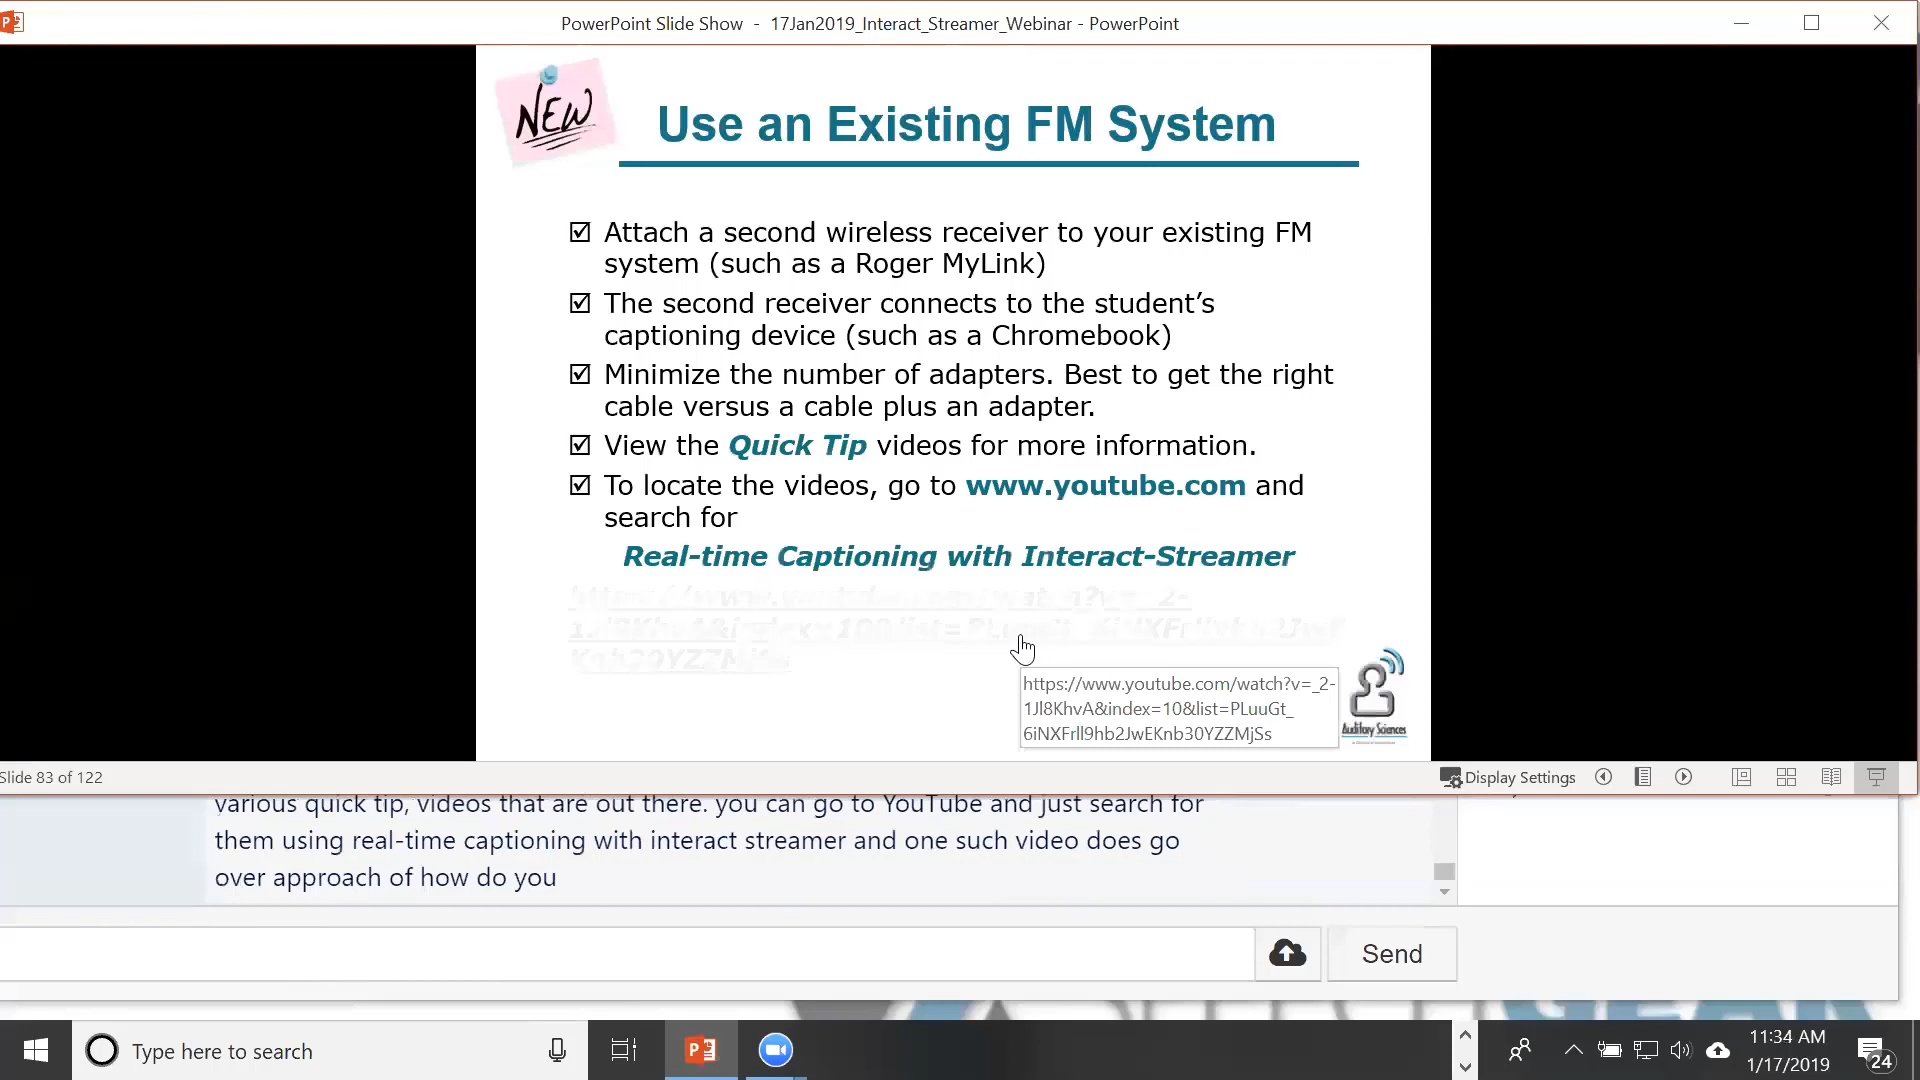 PowerPoint Slide Show - 17Jan2019_Interact_Streamer_Webinar - PowerPoint
NEW
Use an Existing FM System
Attach a second wireless receiver to your existing FM
system (such as a Roger MyLink)
The second receiver connects to the student's
captioning device (such as a Chromebook)
Minimize the number of adapters. Best to get the right
cable versus a cable plus an adapter.
View the Quick Tip videos for more information.
To locate the videos, go to www.youtube.com and
search for
Real-time Captioning with Interact-Streamer
https://www.youtube.com/watch?v=_2-
1Jl8KhvA&index=10&list=PLuuGt_
6iNXFrll9hb2JwEKnb30YZZMjSs
Auditory Sciences
Slide 83 of 122
Display Settings
various quick tip, videos that are out there. you can go to YouTube and just search for
them using real-time captioning with interact streamer and one such video does go
over approach of how do you
Send
Type here to search
11:34 AM
1/17/2019
24